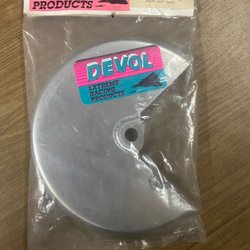 PRODUCTS
DEVOL
EXTREME
RACING
PRODUCTS